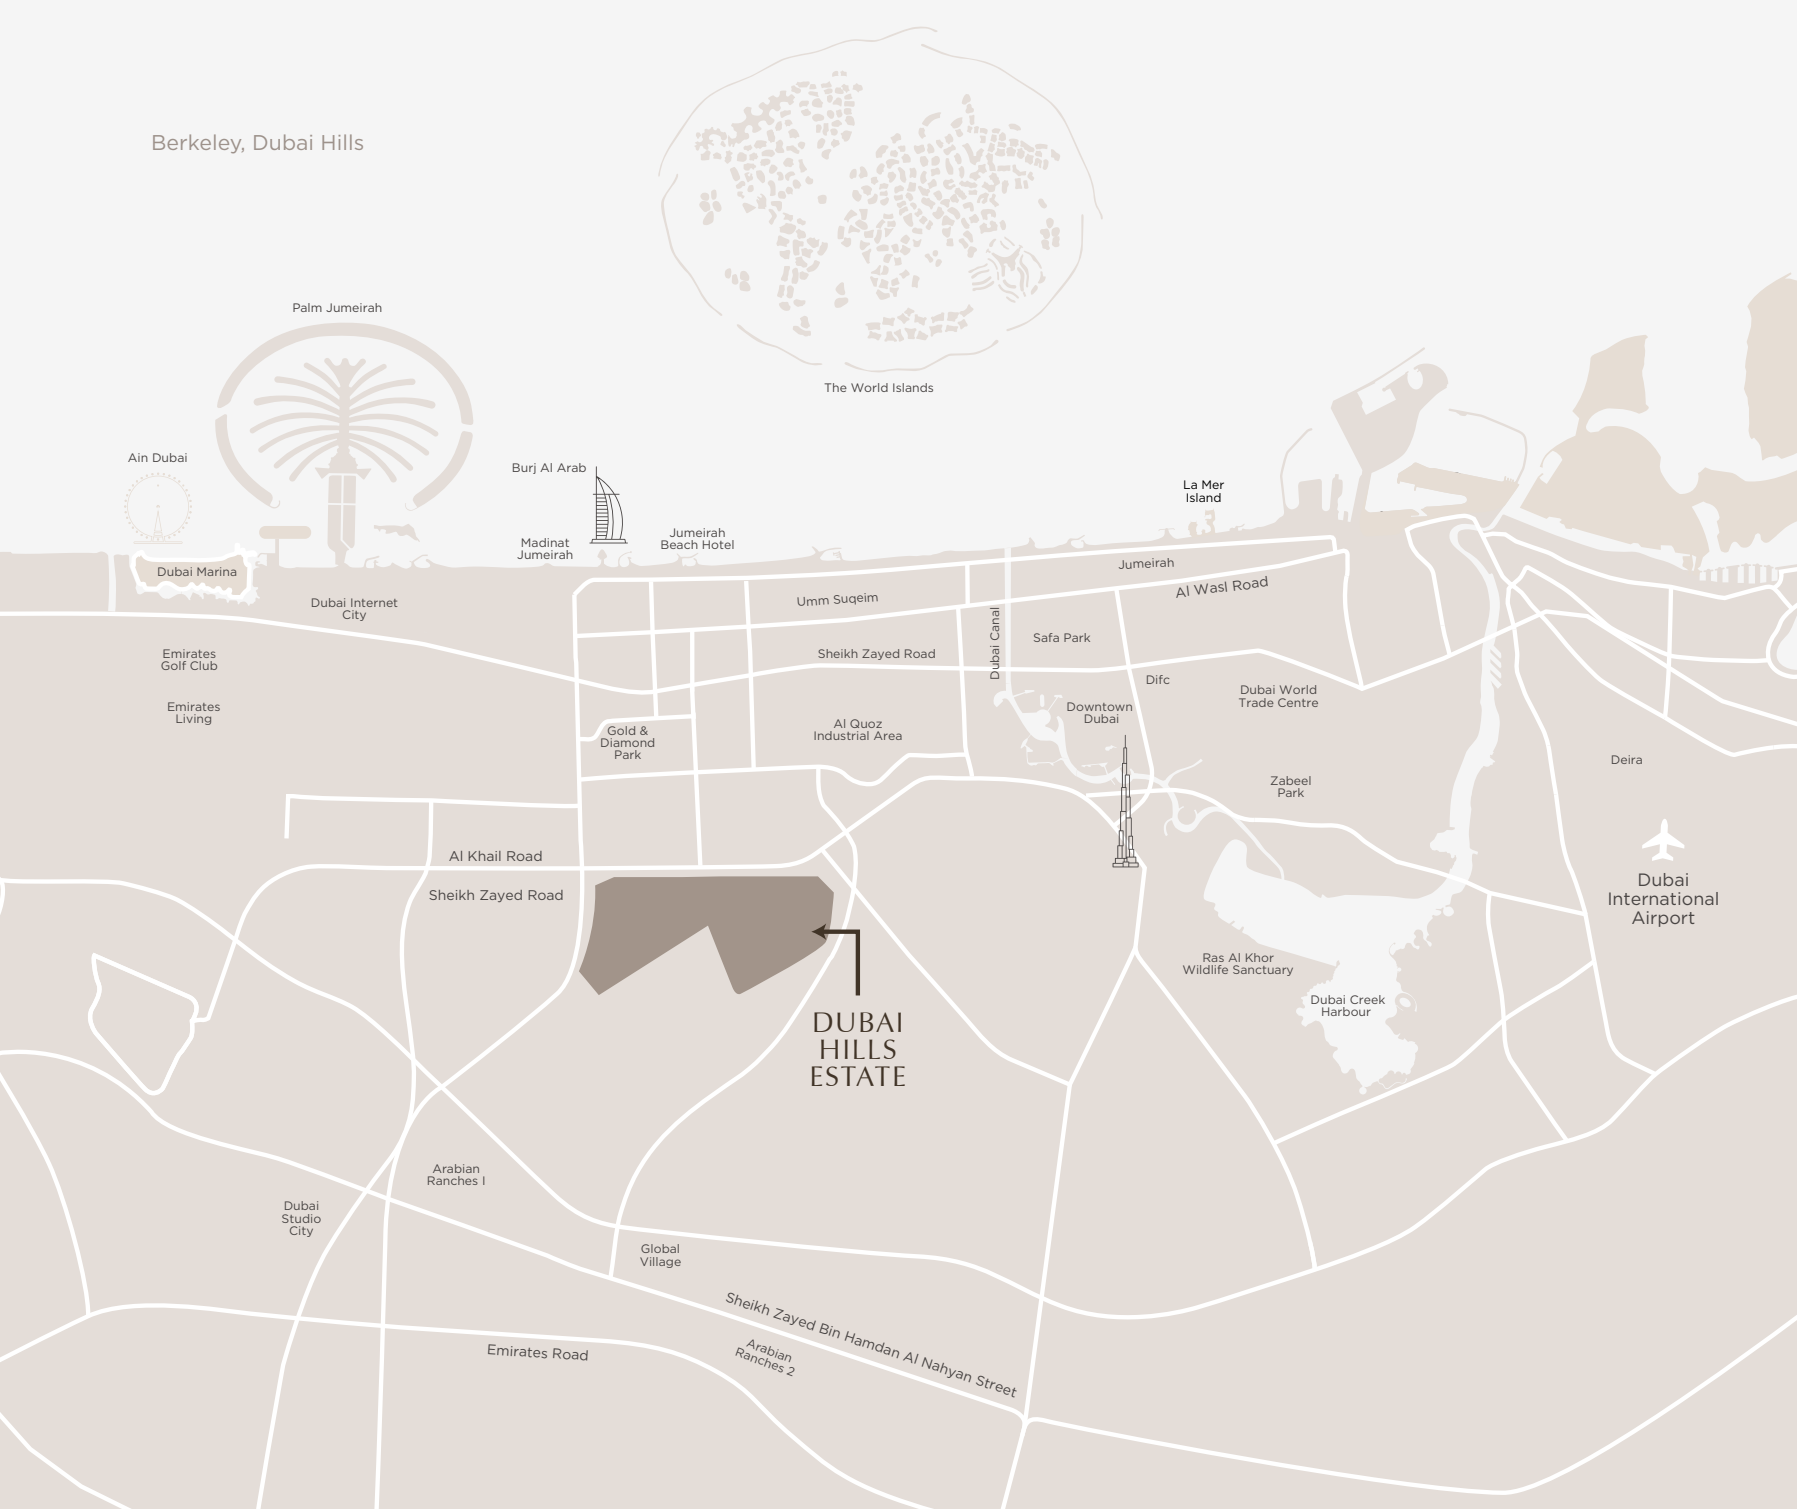 Berkeley, Dubai Hills
Palm Jumeirah
The World Islands
Ain Dubai
Burj Al Arab
La Mer
Island
Madinat
Jumeirah
Jumeirah
Beach Hotel
Dubai Marina
Jumeirah
Al Wasl Road
Dubai Internet
City
Umm Suqeim
Dubai Canal
Safa Park
Emirates
Golf Club
Sheikh Zayed Road
Difc
Dubai World
Trade Centre
Emirates
Living
Downtown
Dubai
Gold &
Diamond
Park
Al Quoz
Industrial Area
Deira
Zabeel
Park
Al Khail Road
Sheikh Zayed Road
Dubai
International
Airport
Ras Al Khor
Wildlife Sanctuary
Dubai Creek
Harbour
DUBAI
HILLS
ESTATE
Arabian
Ranches I
Dubai
Studio
City
Global
Village
Sheikh Zayed Bin Hamdan Al Nahyan Street
Arabian
Ranches 2
Emirates Road